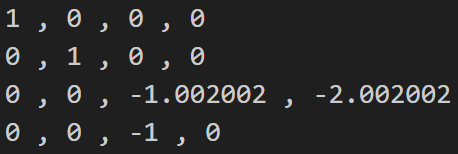 1 , 0 , 0 , 0
0 , 1 , 0 , 0
0 , 0 , -1.002002 , -2.002002
0 , 0 , -1 , 0